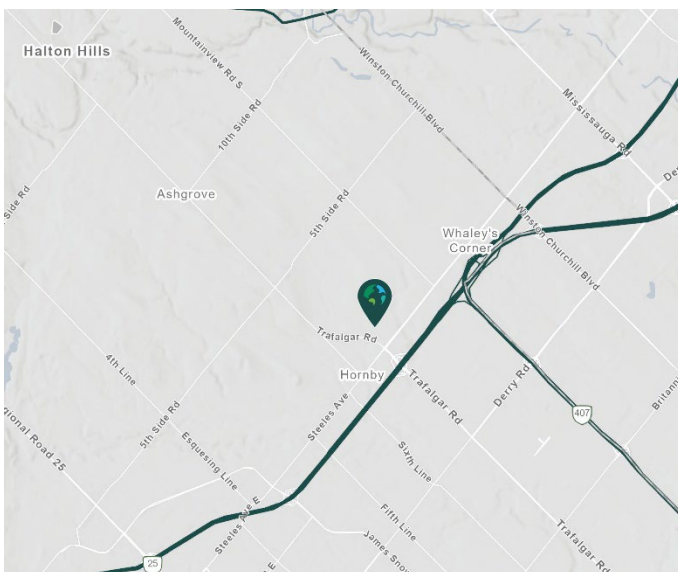 Halton Hills
Mountainview Rd S
Winston Churchill Blvd
Mississauga Rd
10th Side Rd
Side Rd
Ashgrove
5th Side Rd
Whaley's
Corner
Winston Churchill Blvd
Trafalgar Rd
Hornby
4th Line
5th Side Rd
Steeles Ave
Trafalgar Rd
Derry Rd
407
Esquesing Line
Sixth Line
Steeles Ave E
Fifth Line
Trafalgar Rd
25
E